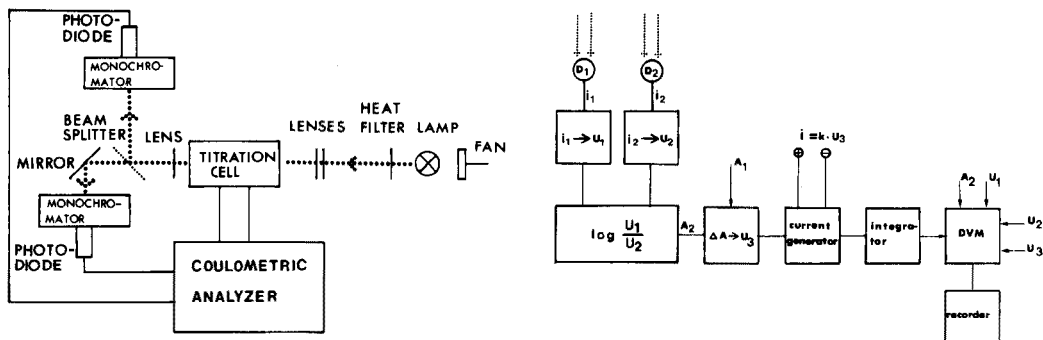 PHOTO-
DIODE
MONOCHRO-
MATOR
BEAM
SPLITTER
LENS
MIRROR
TITRATION
CELL
LENSES
HEAT
FILTER
LAMP
FAN
MONOCHRO-
MATOR
PHOTO-
DIODE
COULOMETRIC
ANALYZER
D₁
D₂
i₁
i₂
i₁→u₁
i₂→u₂
log U₁/U₂
A₂
A₁
ΔA→u₃
i = k·u₃
⊕ ⊖
current
generator
integra-
tor
A₂ U₁
DVM
U₂
U₃
recorder